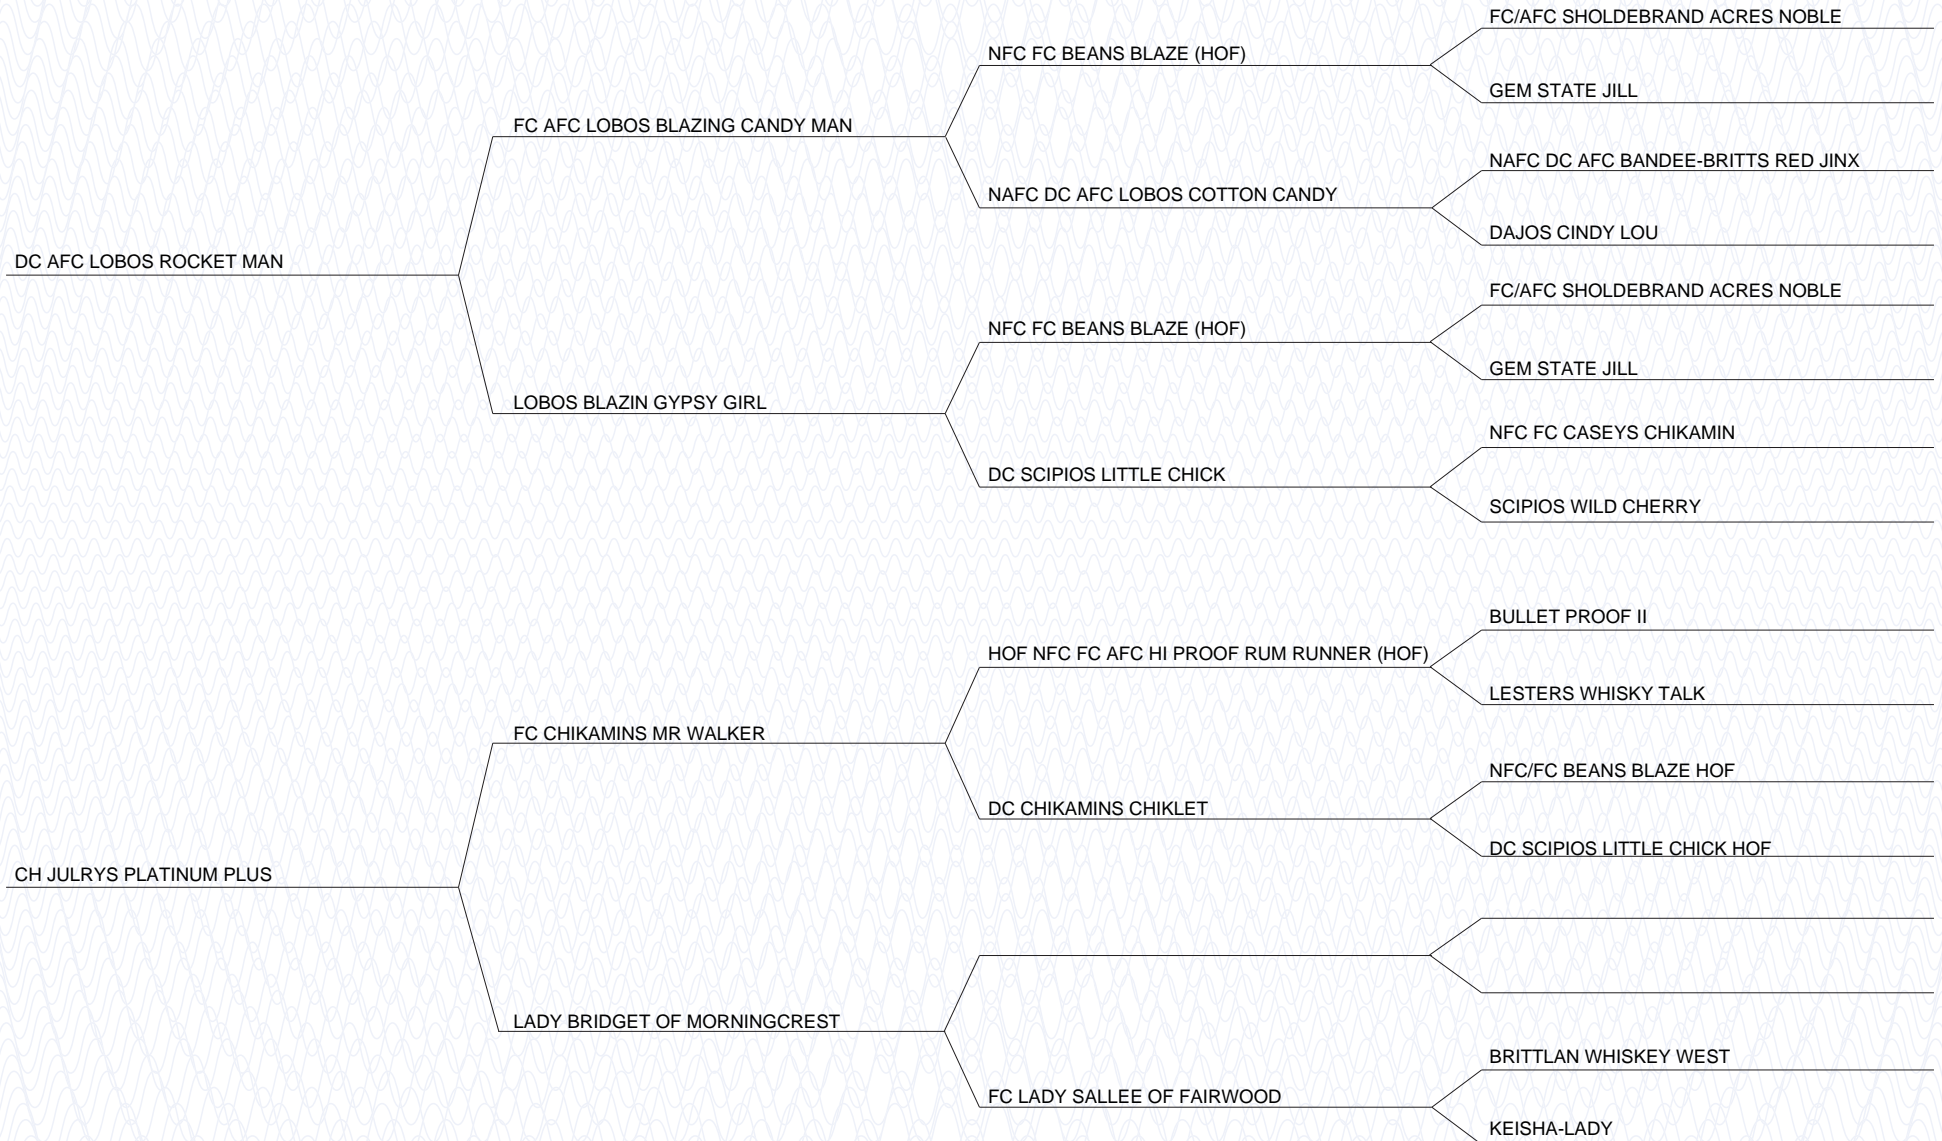 FC/AFC SHOLDEBRAND ACRES NOBLE
NFC FC BEANS BLAZE (HOF)
GEM STATE JILL
FC AFC LOBOS BLAZING CANDY MAN
NAFC DC AFC BANDEE-BRITTS RED JINX
NAFC DC AFC LOBOS COTTON CANDY
DAJOS CINDY LOU
DC AFC LOBOS ROCKET MAN
FC/AFC SHOLDEBRAND ACRES NOBLE
NFC FC BEANS BLAZE (HOF)
GEM STATE JILL
LOBOS BLAZIN GYPSY GIRL
NFC FC CASEYS CHIKAMIN
DC SCIPIOS LITTLE CHICK
SCIPIOS WILD CHERRY
BULLET PROOF II
HOF NFC FC AFC HI PROOF RUM RUNNER (HOF)
LESTERS WHISKY TALK
FC CHIKAMINS MR WALKER
NFC/FC BEANS BLAZE HOF
DC CHIKAMINS CHIKLET
DC SCIPIOS LITTLE CHICK HOF
CH JULRYS PLATINUM PLUS
LADY BRIDGET OF MORNINGCREST
BRITTLAN WHISKEY WEST
FC LADY SALLEE OF FAIRWOOD
KEISHA-LADY